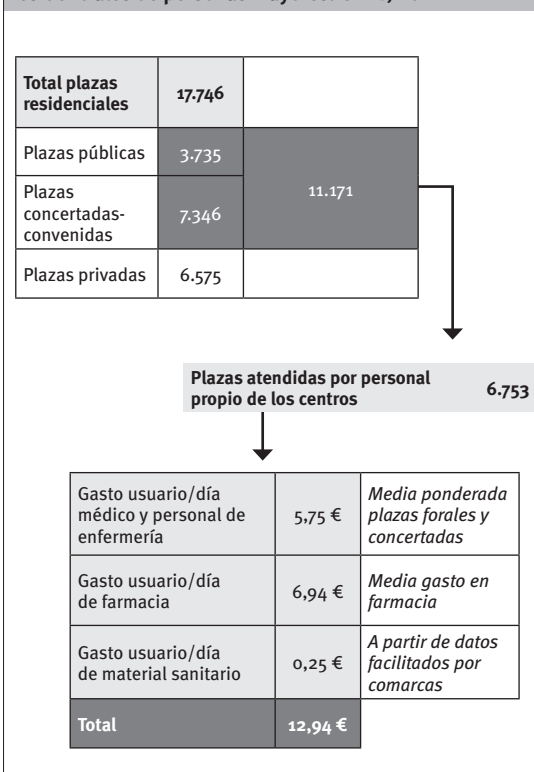 Total plazas
residenciales
17.746
Plazas públicas
3.735
11.171
Plazas
concertadas-
convenidas
7.346
Plazas privadas
6.575
Plazas atendidas por personal
propio de los centros
6.753
Gasto usuario/día
médico y personal de
enfermería
5,75 €
Media ponderada
plazas forales y
concertadas
Gasto usuario/día
de farmacia
6,94 €
Media gasto en
farmacia
Gasto usuario/día
de material sanitario
0,25 €
A partir de datos
facilitados por
comarcas
Total
12,94 €